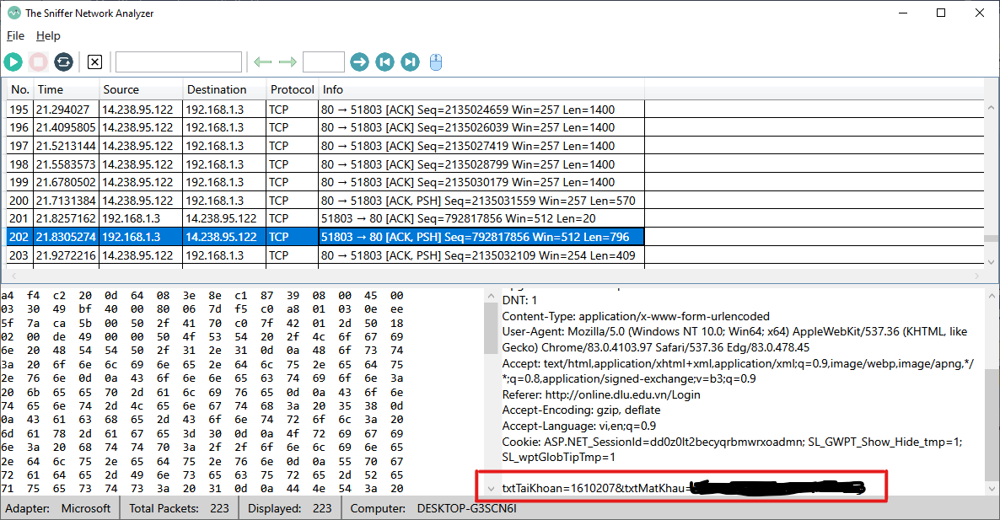 The Sniffer Network Analyzer
File Help
No. Time Source Destination Protocol Info
195 21.294027 14.238.95.122 192.168.1.3 TCP 80 → 51803 [ACK] Seq=2135024659 Win=257 Len=1400
196 21.4095805 14.238.95.122 192.168.1.3 TCP 80 → 51803 [ACK] Seq=2135026039 Win=257 Len=1400
197 21.5213144 14.238.95.122 192.168.1.3 TCP 80 → 51803 [ACK] Seq=2135027419 Win=257 Len=1400
198 21.5583573 14.238.95.122 192.168.1.3 TCP 80 → 51803 [ACK] Seq=2135028799 Win=257 Len=1400
199 21.6780502 14.238.95.122 192.168.1.3 TCP 80 → 51803 [ACK] Seq=2135030179 Win=257 Len=1400
200 21.7131384 14.238.95.122 192.168.1.3 TCP 80 → 51803 [ACK, PSH] Seq=2135031559 Win=257 Len=570
201 21.8257162 192.168.1.3 14.238.95.122 TCP 51803 → 80 [ACK] Seq=792817856 Win=512 Len=20
202 21.8305274 192.168.1.3 14.238.95.122 TCP 51803 → 80 [ACK, PSH] Seq=792817856 Win=512 Len=796
203 21.9272216 14.238.95.122 192.168.1.3 TCP 80 → 51803 [ACK, PSH] Seq=2135032109 Win=254 Len=409
a4 f4 c2 20 0d 64 08 3e 8e c1 87 39 08 00 45 00
03 30 49 bf 40 00 80 06 7d f5 c0 a8 01 03 0e ee
5f 7a ca 5b 00 50 2f 41 70 c0 7f 42 01 2d 50 18
02 00 de 49 00 00 50 4f 53 54 20 2f 4c 6f 67 69
6e 20 48 54 54 50 2f 31 2e 31 0d 0a 48 6f 73 74
3a 20 6f 6e 6c 69 6e 65 2e 64 6c 75 2e 65 64 75
2e 76 6e 0d 0a 43 6f 6e 6e 65 63 74 69 6f 6e 3a
20 6b 65 65 70 2d 61 6c 69 76 65 0d 0a 43 6f 6e
74 65 6e 74 2d 4c 65 6e 67 74 68 3a 20 35 38 0d
0a 43 61 63 68 65 2d 43 6f 6e 74 72 6f 6c 3a 20
6d 61 78 2d 61 67 65 3d 30 0d 0a 4f 72 69 67 69
6e 3a 20 68 74 74 70 3a 2f 2f 6f 6e 6c 69 6e 65
2e 64 6c 75 2e 65 64 75 2e 76 6e 0d 0a 55 70 67
72 61 64 65 2d 49 6e 73 65 63 75 72 65 2d 52 65
71 75 65 73 74 73 3a 20 31 0d 0a 44 4e 54 3a 20
DNT: 1
Content-Type: application/x-www-form-urlencoded
User-Agent: Mozilla/5.0 (Windows NT 10.0; Win64; x64) AppleWebKit/537.36 (KHTML, like
Gecko) Chrome/83.0.4103.97 Safari/537.36 Edg/83.0.478.45
Accept: text/html,application/xhtml+xml,application/xml;q=0.9,image/webp,image/apng,*/
*;q=0.8,application/signed-exchange;v=b3;q=0.9
Referer: http://online.dlu.edu.vn/Login
Accept-Encoding: gzip, deflate
Accept-Language: vi,en;q=0.9
Cookie: ASP.NET_SessionId=dd0z0lt2becyqrbmwrxoadmn; SL_GWPT_Show_Hide_tmp=1;
SL_wptGlobTipTmp=1
txtTaiKhoan=1610207&txtMatKhau=
Adapter: Microsoft Total Packets: 223 Displayed: 223 Computer: DESKTOP-G3SCN6I